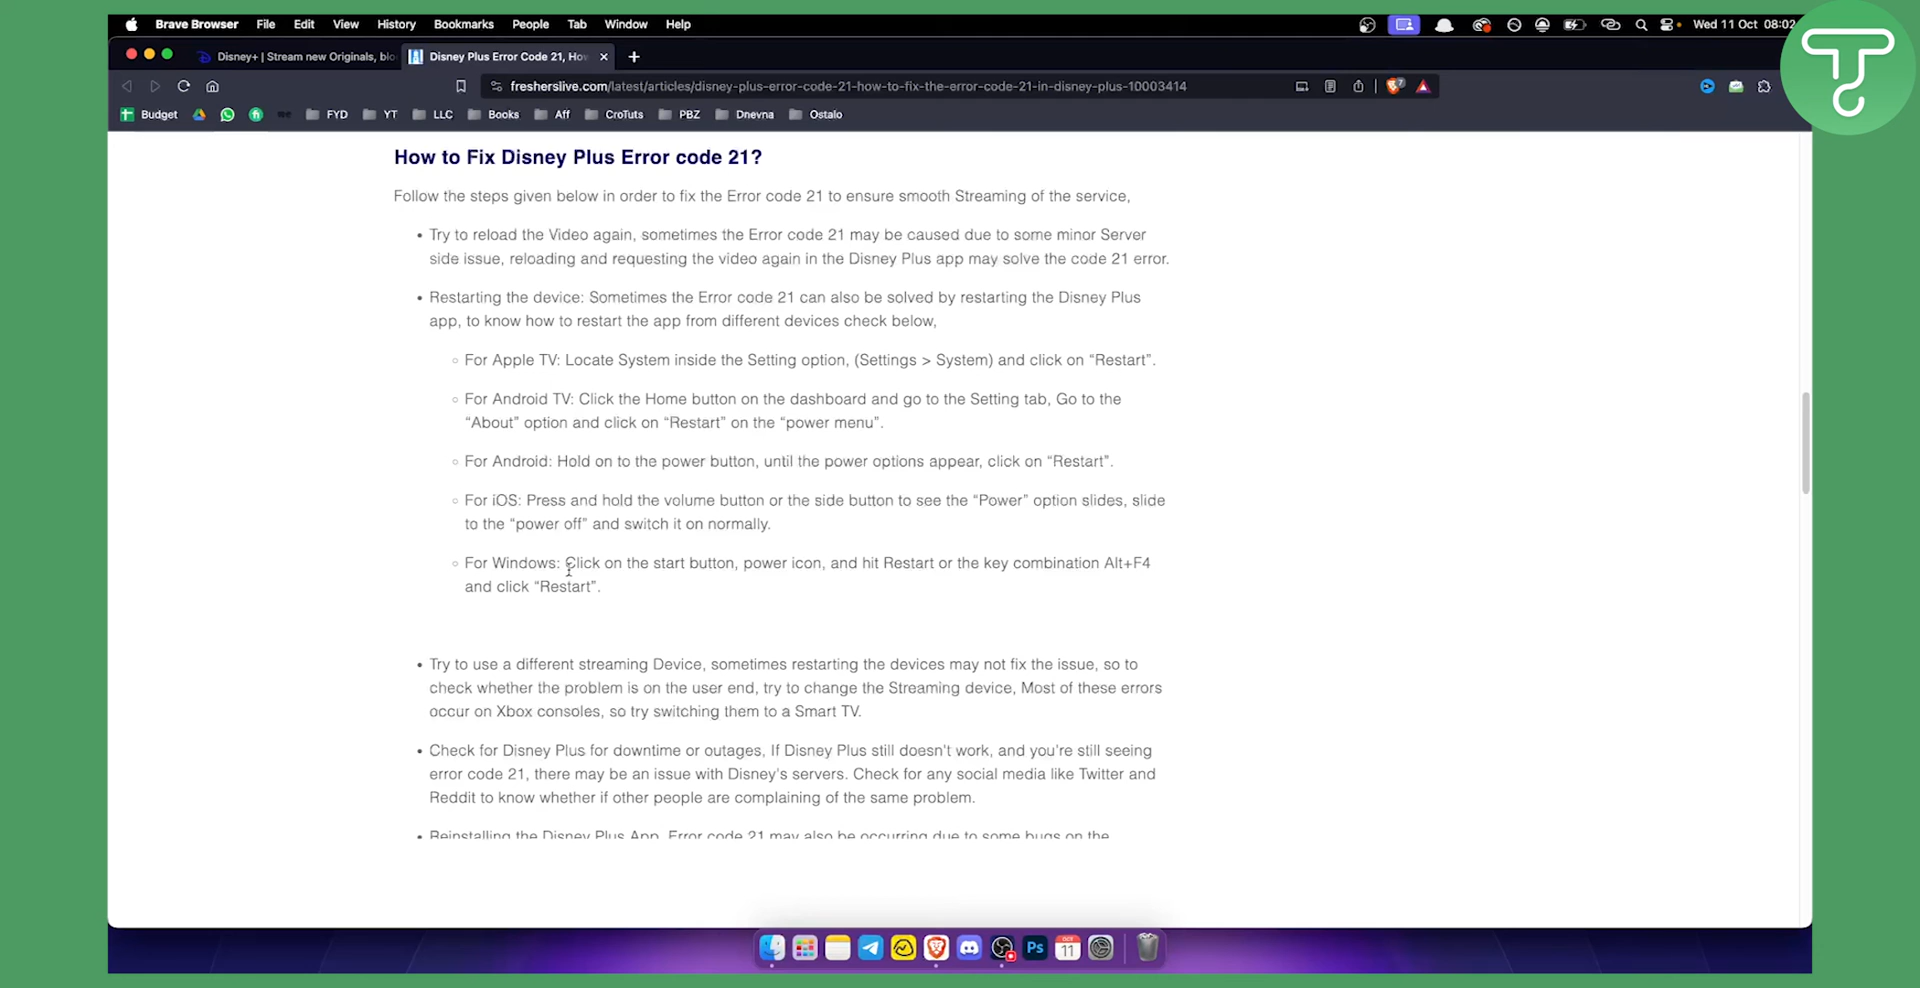 Brave Browser File Edit View History Bookmarks People Tab Window Help Wed 11 Oct 08:02
Disney+ | Stream new Originals, blo Disney Plus Error Code 21, How
fresherslive.com/latest/articles/disney-plus-error-code-21-how-to-fix-the-error-code-21-in-disney-plus-10003414
Budget FYD YT LLC Books Aff CroTuts PBZ Dnevna Ostalo
How to Fix Disney Plus Error code 21?
Follow the steps given below in order to fix the Error code 21 to ensure smooth Streaming of the service,
• Try to reload the Video again, sometimes the Error code 21 may be caused due to some minor Server
side issue, reloading and requesting the video again in the Disney Plus app may solve the code 21 error.
• Restarting the device: Sometimes the Error code 21 can also be solved by restarting the Disney Plus
app, to know how to restart the app from different devices check below,
◦ For Apple TV: Locate System inside the Setting option, (Settings > System) and click on “Restart”.
◦ For Android TV: Click the Home button on the dashboard and go to the Setting tab, Go to the
“About” option and click on “Restart” on the “power menu”.
◦ For Android: Hold on to the power button, until the power options appear, click on “Restart”.
◦ For iOS: Press and hold the volume button or the side button to see the “Power” option slides, slide
to the “power off” and switch it on normally.
◦ For Windows: Click on the start button, power icon, and hit Restart or the key combination Alt+F4
and click “Restart”.
• Try to use a different streaming Device, sometimes restarting the devices may not fix the issue, so to
check whether the problem is on the user end, try to change the Streaming device, Most of these errors
occur on Xbox consoles, so try switching them to a Smart TV.
• Check for Disney Plus for downtime or outages, If Disney Plus still doesn't work, and you're still seeing
error code 21, there may be an issue with Disney's servers. Check for any social media like Twitter and
Reddit to know whether if other people are complaining of the same problem.
• Reinstalling the Disney Plus App, Error code 21 may also be occurring due to some bugs on the
Ps OCT 11